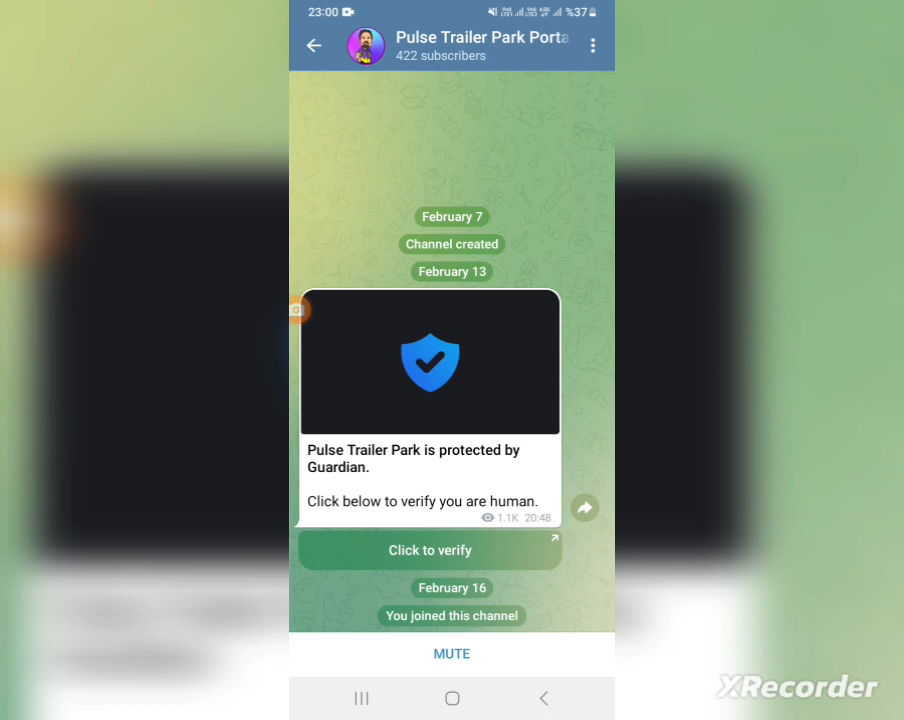 23:00 %37
Pulse Trailer Park Porta
422 subscribers
February 7
Channel created
February 13
Pulse Trailer Park is protected by
Guardian.
Click below to verify you are human.
1.1K 20:48
Click to verify
February 16
You joined this channel
MUTE
XRecorder